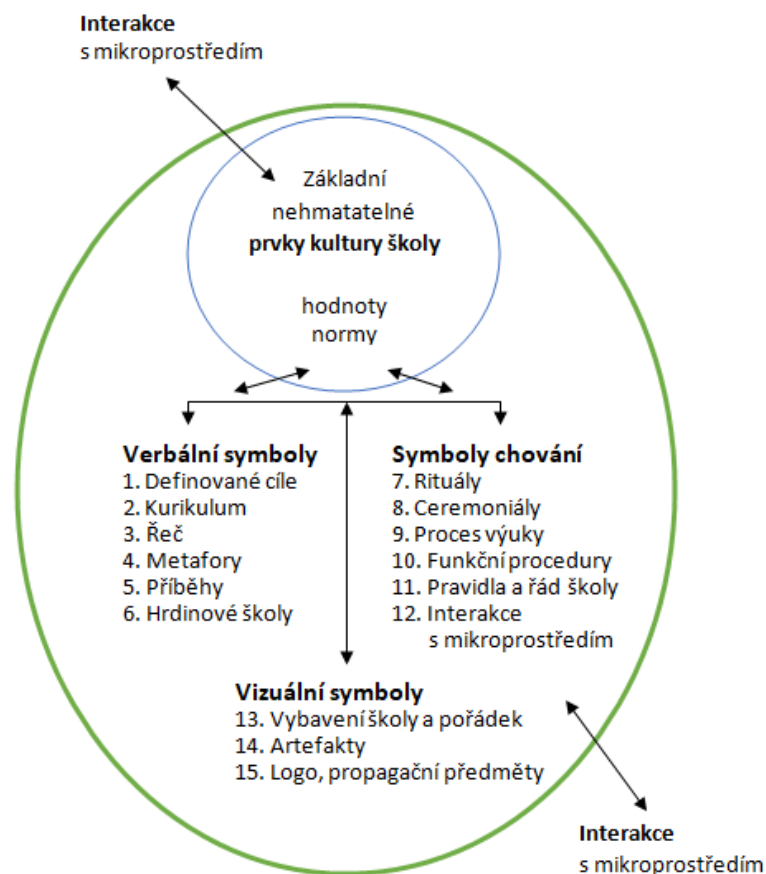 Interakce
s mikroprostředím
Základní
nehmatatelné
prvky kultury školy
hodnoty
normy
Verbální symboly
1. Definované cíle
2. Kurikulum
3. Řeč
4. Metafory
5. Příběhy
6. Hrdinové školy
Symboly chování
7. Rituály
8. Ceremoniály
9. Proces výuky
10. Funkční procedury
11. Pravidla a řád školy
12. Interakce
s mikroprostředím
Vizuální symboly
13. Vybavení školy a pořádek
14. Artefakty
15. Logo, propagační předměty
Interakce
s mikroprostředím